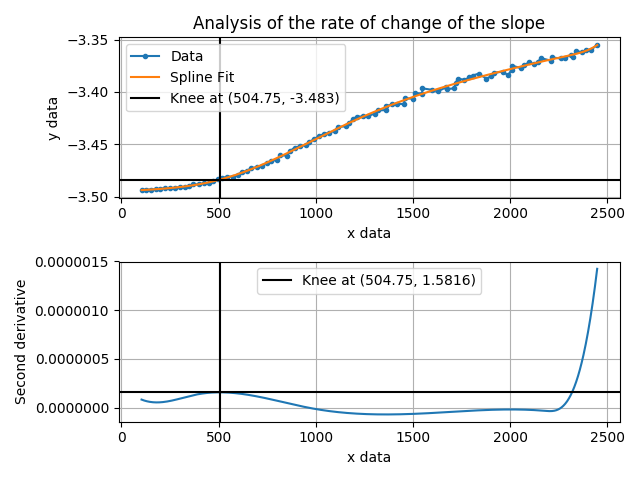 Analysis of the rate of change of the slope
−3.35
−3.40
−3.45
−3.50
y data
Data
Spline Fit
Knee at (504.75, -3.483)
0
500
1000
1500
2000
2500
x data
0.0000015
0.0000010
0.0000005
0.0000000
Second derivative
Knee at (504.75, 1.5816)
0
500
1000
1500
2000
2500
x data